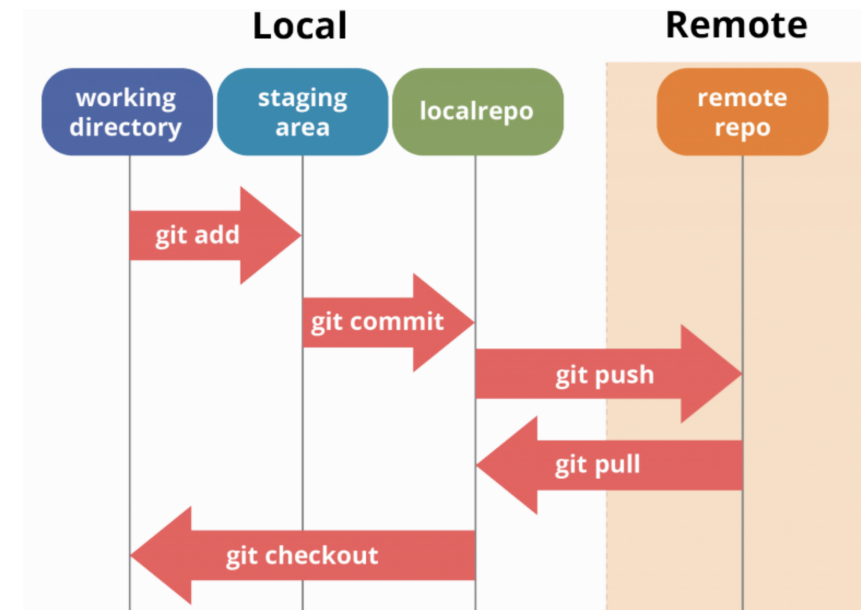 Local
Remote
working
directory
staging
area
localrepo
remote
repo
git add
git commit
git push
git pull
git checkout